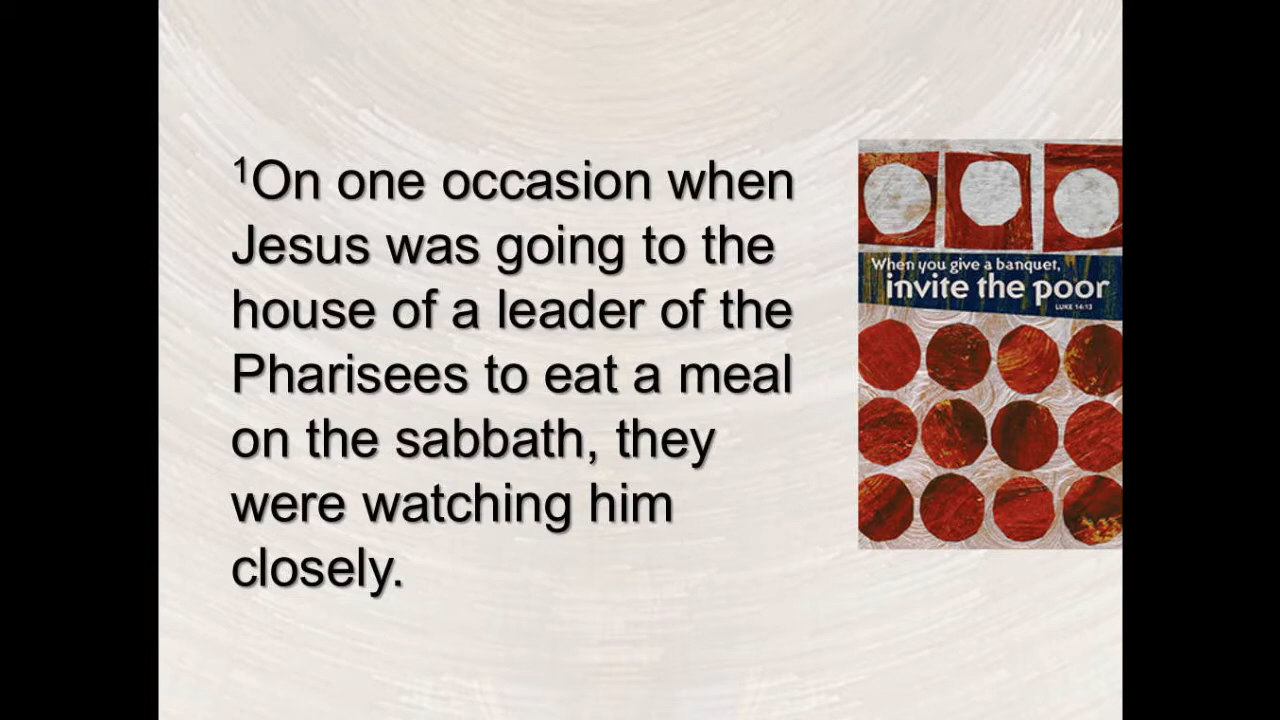 ¹On one occasion when
Jesus was going to the
house of a leader of the
Pharisees to eat a meal
on the sabbath, they
were watching him
closely.
When you give a banquet,
invite the poor
LUKE 14:13